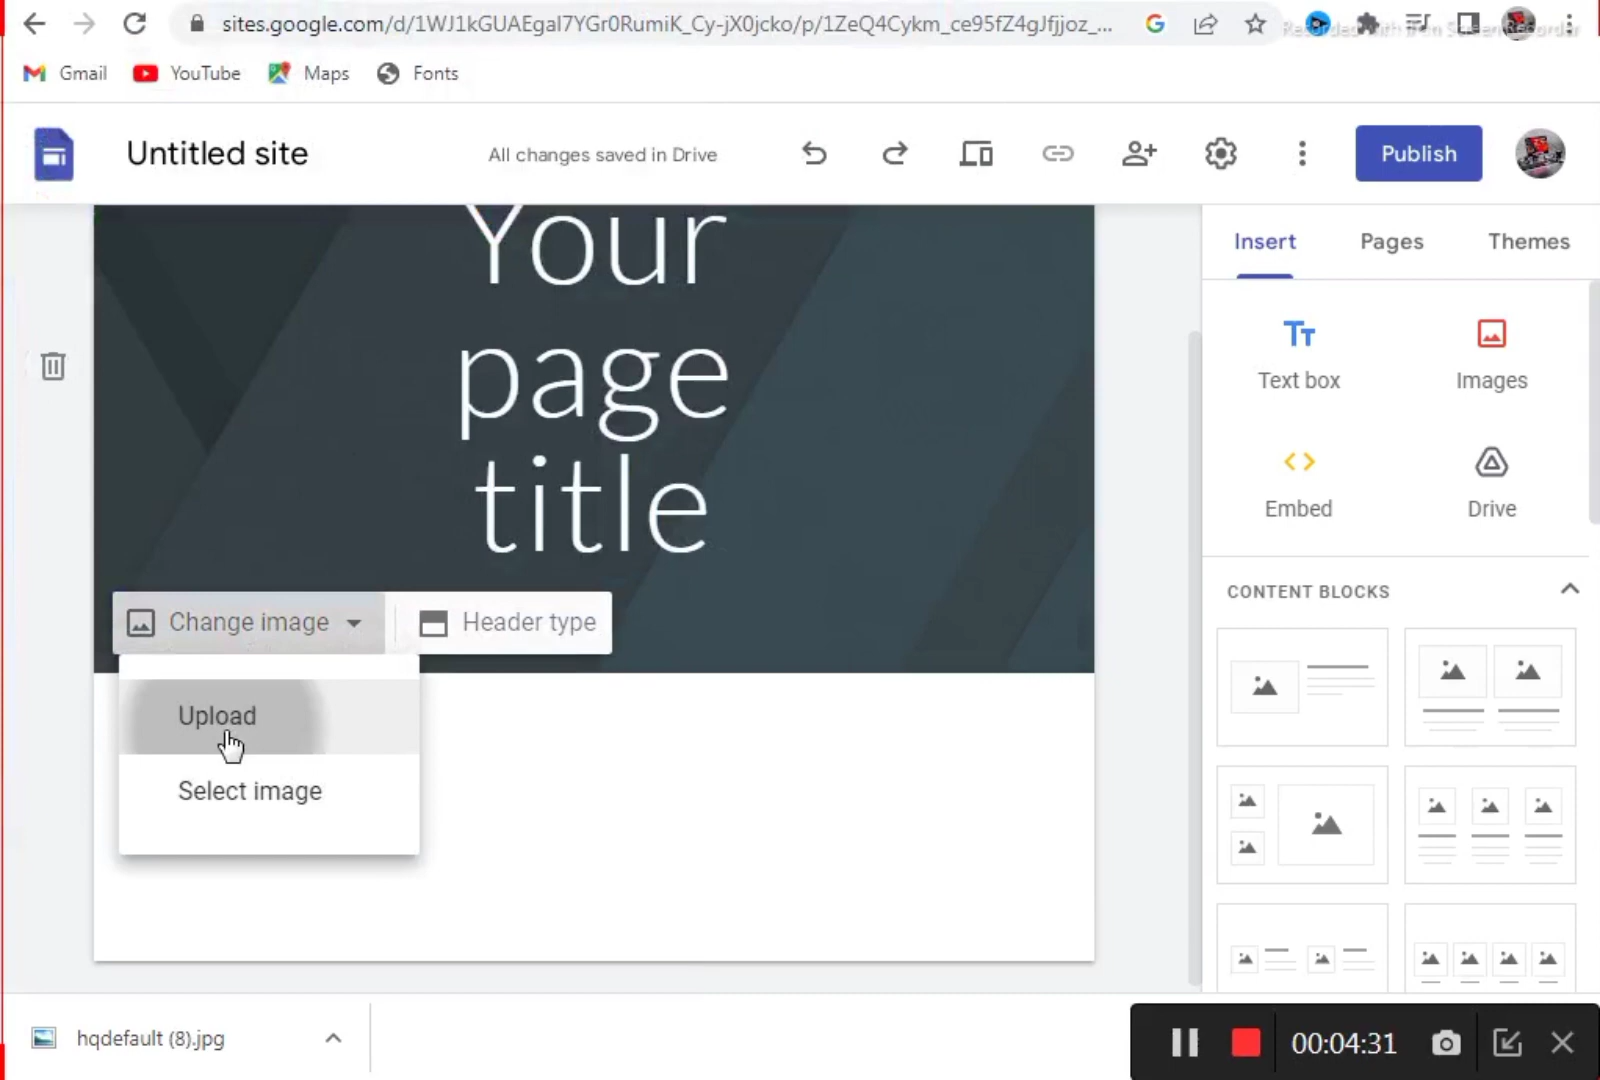 sites.google.com/d/1WJ1kGUAEgal7YGr0RumiK_Cy-jX0jcko/p/1ZeQ4Cykm_ce95fZ4gJfjjoz_...
Gmail
YouTube
Maps
Fonts
Untitled site
All changes saved in Drive
Publish
Insert
Pages
Themes
Your
page
title
Text box
Images
Embed
Drive
CONTENT BLOCKS
Change image
Header type
Upload
Select image
hqdefault (8).jpg
00:04:31